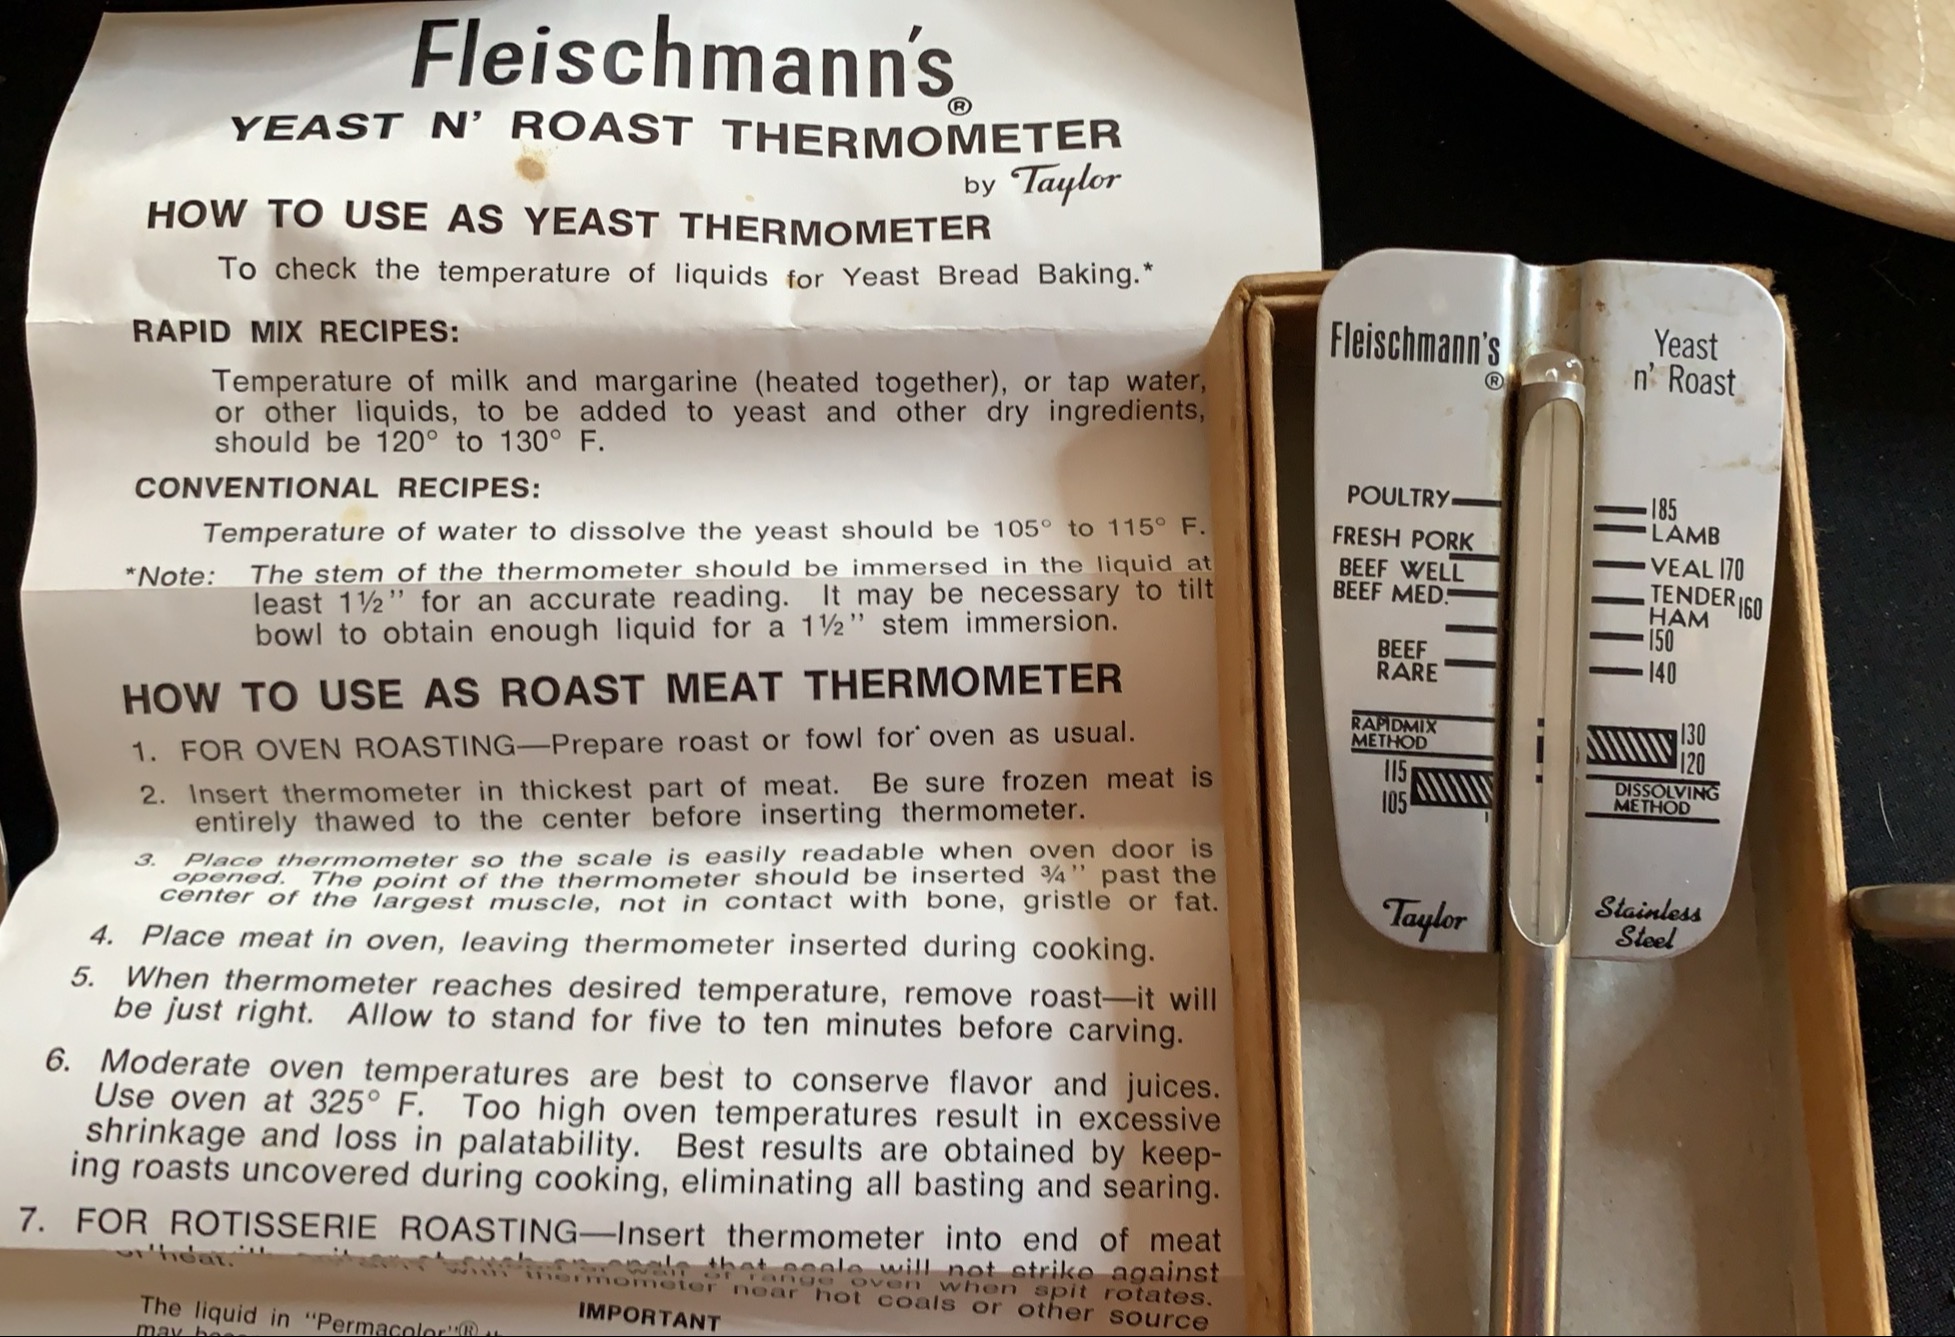 Fleischmann's®
YEAST N' ROAST THERMOMETER
by Taylor
HOW TO USE AS YEAST THERMOMETER
To check the temperature of liquids for Yeast Bread Baking.*
RAPID MIX RECIPES:
Temperature of milk and margarine (heated together), or tap water,
or other liquids, to be added to yeast and other dry ingredients,
should be 120° to 130° F.
CONVENTIONAL RECIPES:
Temperature of water to dissolve the yeast should be 105° to 115° F.
*Note: The stem of the thermometer should be immersed in the liquid at
least 1½" for an accurate reading. It may be necessary to tilt
bowl to obtain enough liquid for a 1½" stem immersion.
HOW TO USE AS ROAST MEAT THERMOMETER
1. FOR OVEN ROASTING—Prepare roast or fowl for oven as usual.
2. Insert thermometer in thickest part of meat. Be sure frozen meat is
entirely thawed to the center before inserting thermometer.
3. Place thermometer so the scale is easily readable when oven door is
opened. The point of the thermometer should be inserted ¾" past the
center of the largest muscle, not in contact with bone, gristle or fat.
4. Place meat in oven, leaving thermometer inserted during cooking.
5. When thermometer reaches desired temperature, remove roast—it will
be just right. Allow to stand for five to ten minutes before carving.
6. Moderate oven temperatures are best to conserve flavor and juices.
Use oven at 325° F. Too high oven temperatures result in excessive
shrinkage and loss in palatability. Best results are obtained by keep-
ing roasts uncovered during cooking, eliminating all basting and searing.
7. FOR ROTISSERIE ROASTING—Insert thermometer into end of meat
that scale will not strike against
range oven when spit rotates.
thermometer near hot coals or other source
of heat.
IMPORTANT
The liquid in "Permacolor"®
may
Fleischmann's
®
Yeast
n' Roast
POULTRY
FRESH PORK
BEEF WELL
BEEF MED.
BEEF
RARE
RAPIDMIX
METHOD
115
105
Taylor
185
LAMB
VEAL 170
TENDER 160
HAM
150
140
130
120
DISSOLVING
METHOD
Stainless
Steel